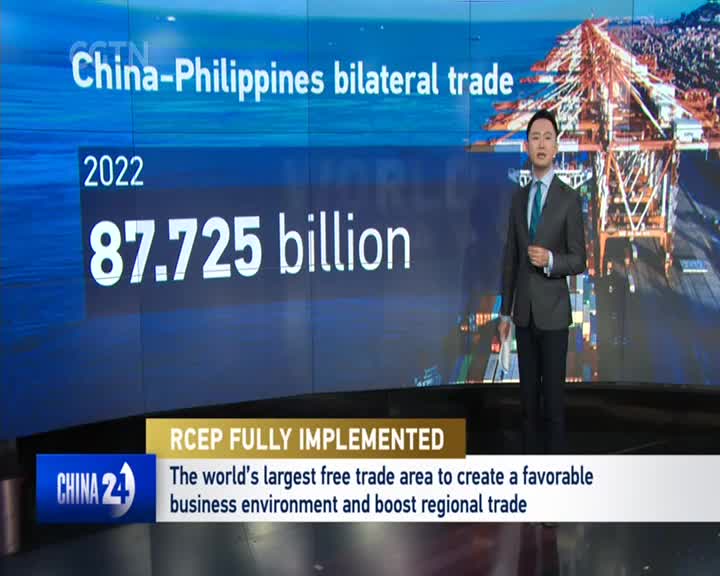 CGTN
China-Philippines bilateral trade
2022
87.725 billion
WORLD
RCEP FULLY IMPLEMENTED
The world's largest free trade area to create a favorable
business environment and boost regional trade
CHINA 24